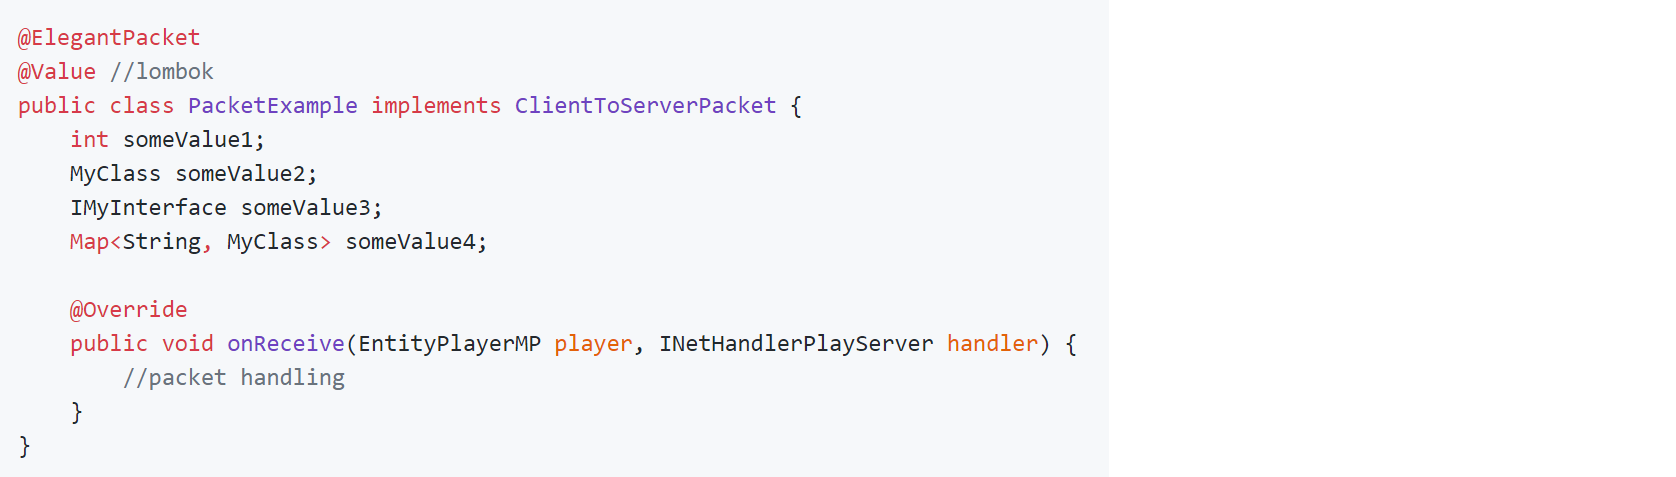 @ElegantPacket
@Value //lombok
public class PacketExample implements ClientToServerPacket {
    int someValue1;
    MyClass someValue2;
    IMyInterface someValue3;
    Map<String, MyClass> someValue4;

    @Override
    public void onReceive(EntityPlayerMP player, INetHandlerPlayServer handler) {
        //packet handling
    }
}